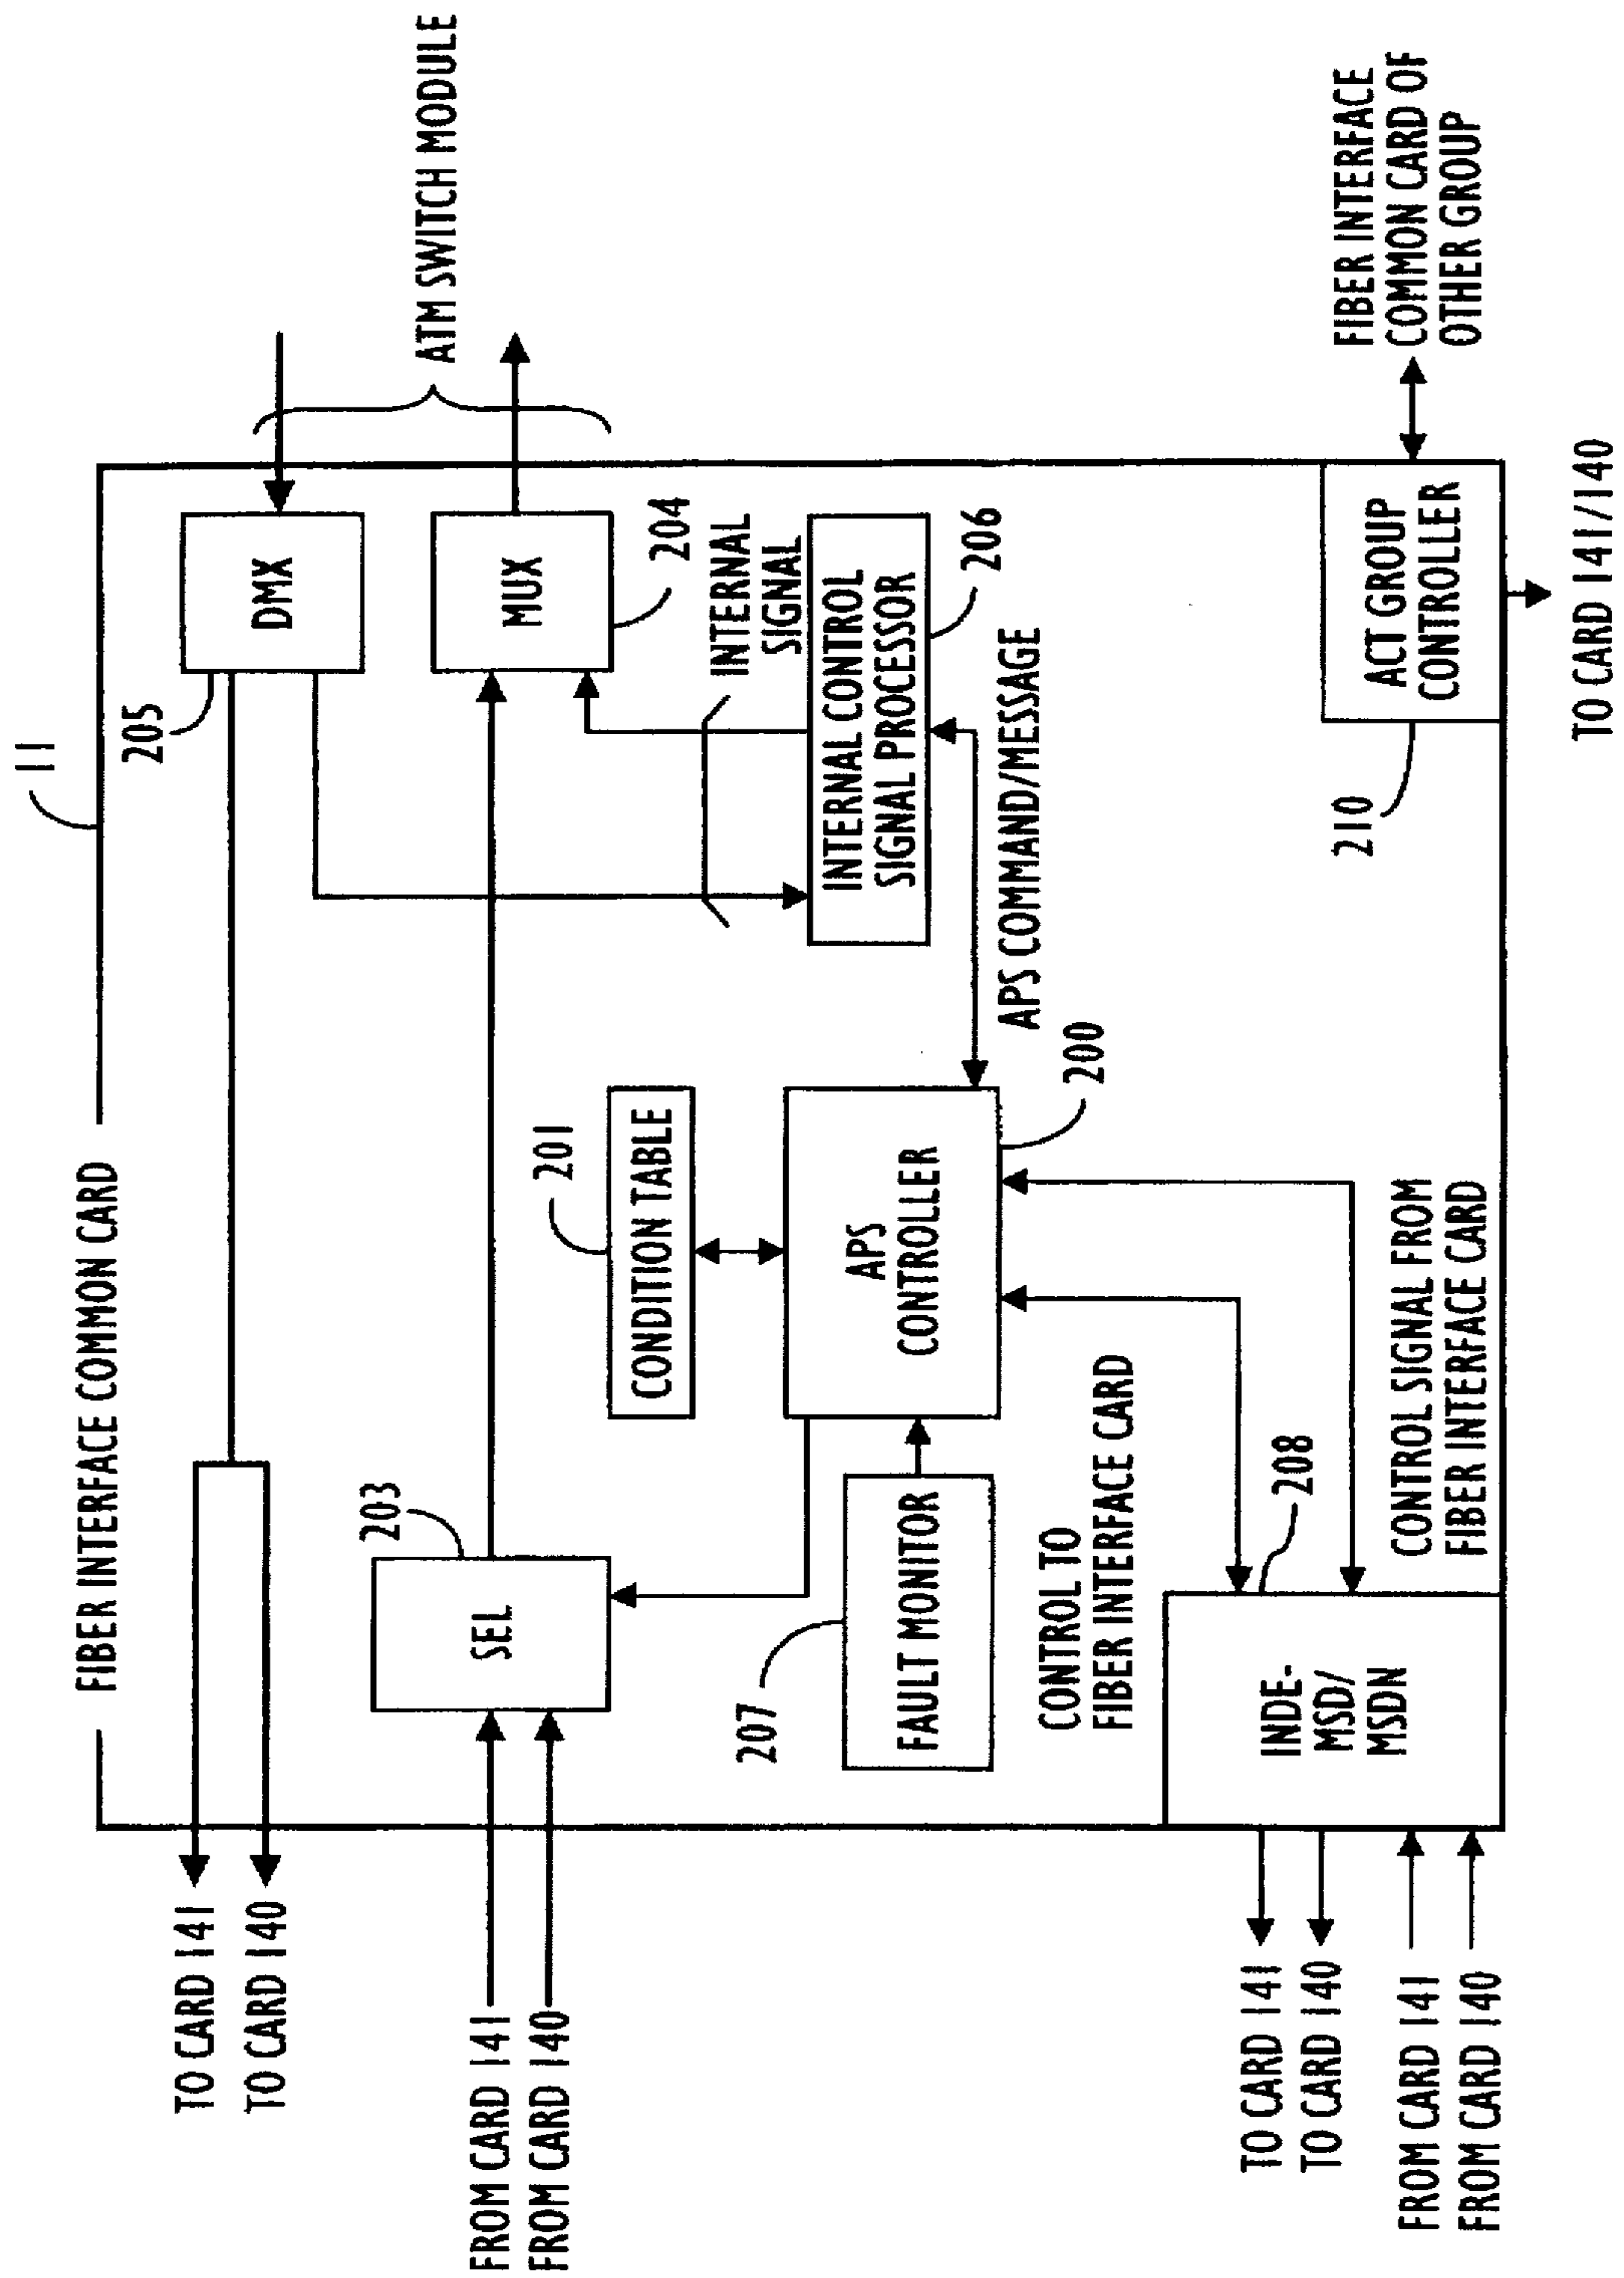 FIBER INTERFACE COMMON CARD
11
TO CARD 141
TO CARD 140
205
DMX
203
FROM CARD 141
FROM CARD 140
SEL
MUX
204
ATM SWITCH MODULE
201
CONDITION TABLE
INTERNAL
SIGNAL
207
FAULT MONITOR
APS
CONTROLLER
200
INTERNAL CONTROL
SIGNAL PROCESSOR
206
APS COMMAND/MESSAGE
CONTROL TO
FIBER INTERFACE CARD
208
TO CARD 141
TO CARD 140
FROM CARD 141
FROM CARD 140
INDE-
MSD/
MSDN
CONTROL SIGNAL FROM
FIBER INTERFACE CARD
210
ACT GROUP
CONTROLLER
FIBER INTERFACE
COMMON CARD OF
OTHER GROUP
TO CARD 141/140